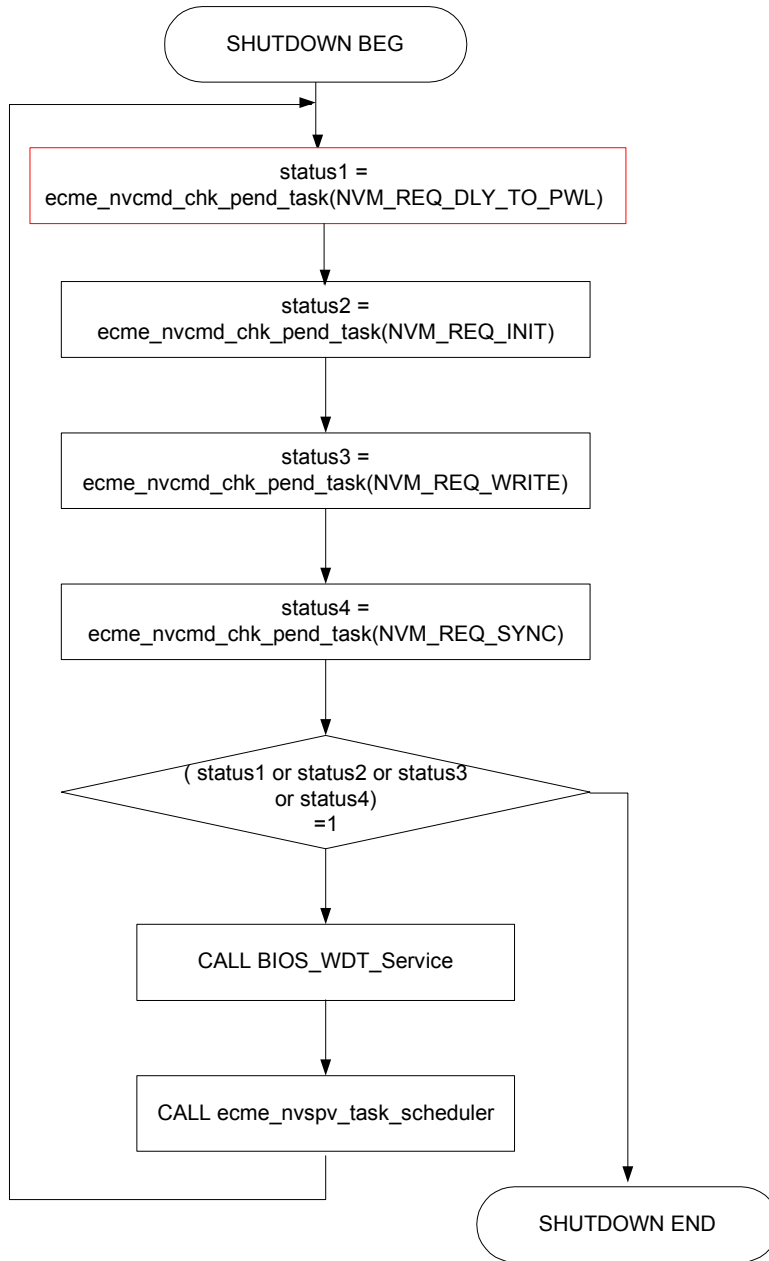 SHUTDOWN BEG
status1 =
ecme_nvcmd_chk_pend_task(NVM_REQ_DLY_TO_PWL)
status2 =
ecme_nvcmd_chk_pend_task(NVM_REQ_INIT)
status3 =
ecme_nvcmd_chk_pend_task(NVM_REQ_WRITE)
status4 =
ecme_nvcmd_chk_pend_task(NVM_REQ_SYNC)
( status1 or status2 or status3
or status4)
=1
CALL BIOS_WDT_Service
CALL ecme_nvspv_task_scheduler
SHUTDOWN END